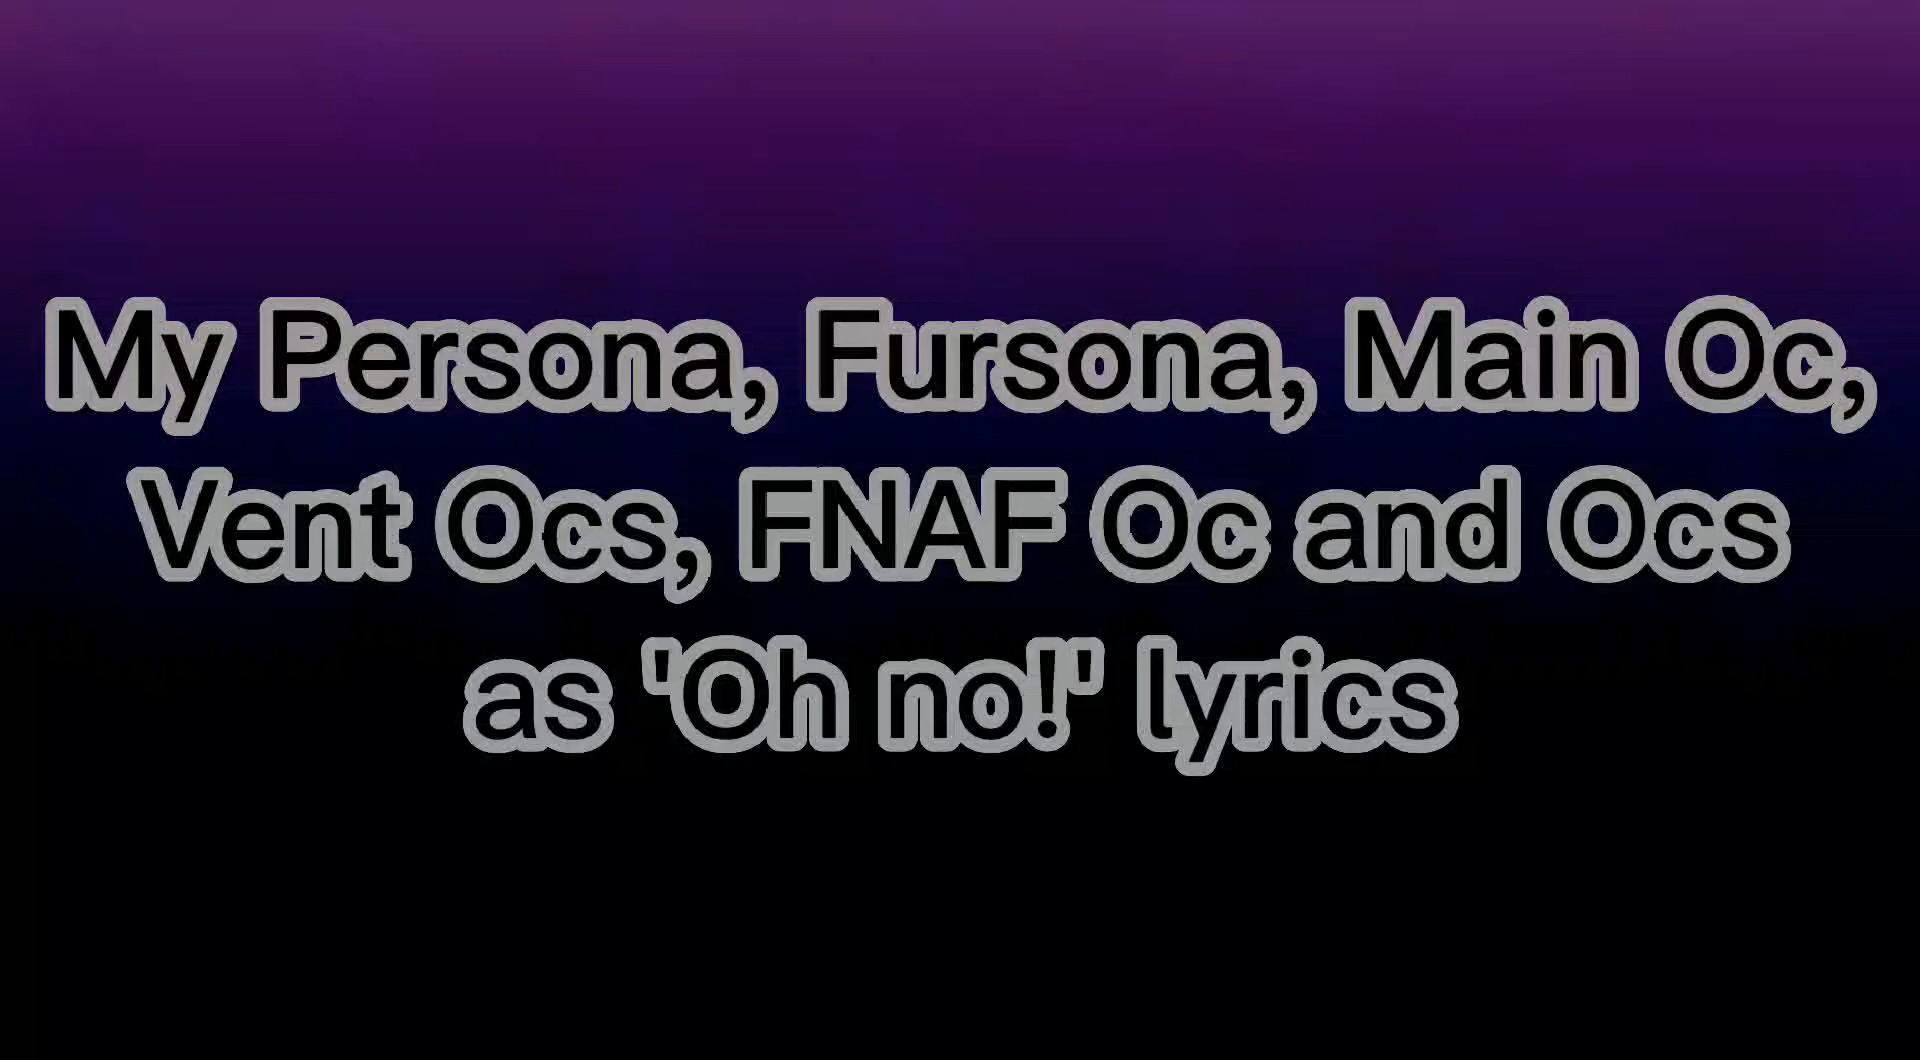 My Persona, Fursona, Main Oc,
Vent Ocs, FNAF Oc and Ocs
as 'Oh no!' lyrics